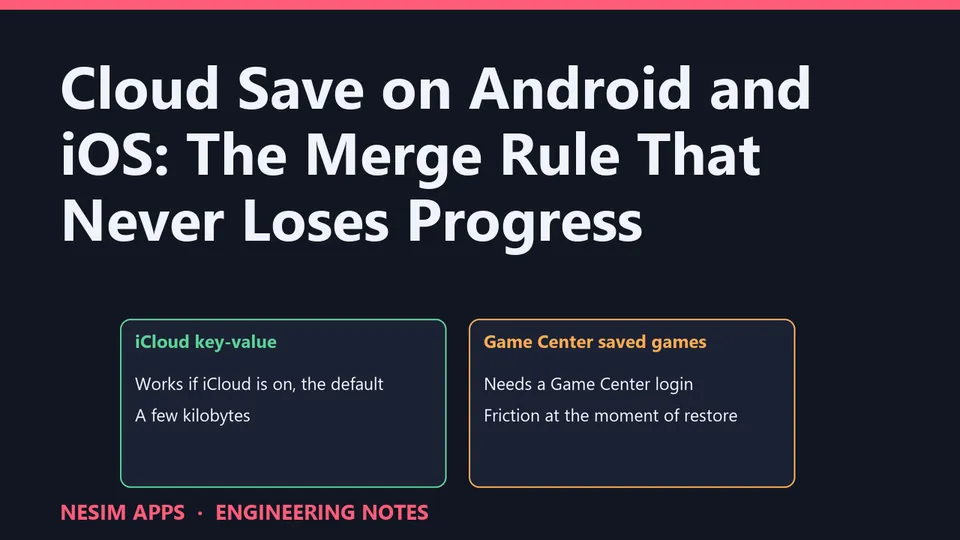 Cloud Save on Android and
iOS: The Merge Rule That
Never Loses Progress
iCloud key-value
Works if iCloud is on, the default
A few kilobytes
Game Center saved games
Needs a Game Center login
Friction at the moment of restore
NESIM APPS · ENGINEERING NOTES